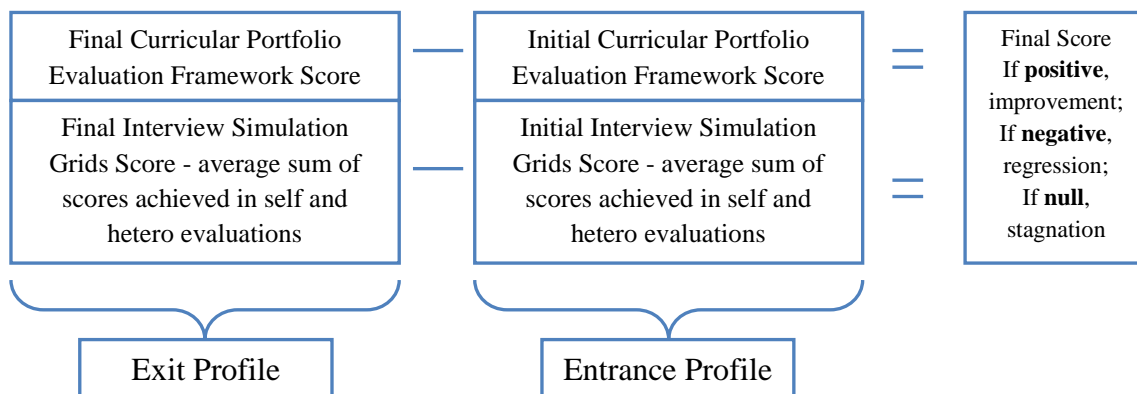 Final Curricular Portfolio
Evaluation Framework Score
Final Interview Simulation
Grids Score - average sum of
scores achieved in self and
hetero evaluations
Exit Profile
Initial Curricular Portfolio
Evaluation Framework Score
Initial Interview Simulation
Grids Score - average sum of
scores achieved in self and
hetero evaluations
Entrance Profile
Final Score
If positive,
improvement;
If negative,
regression;
If null,
stagnation